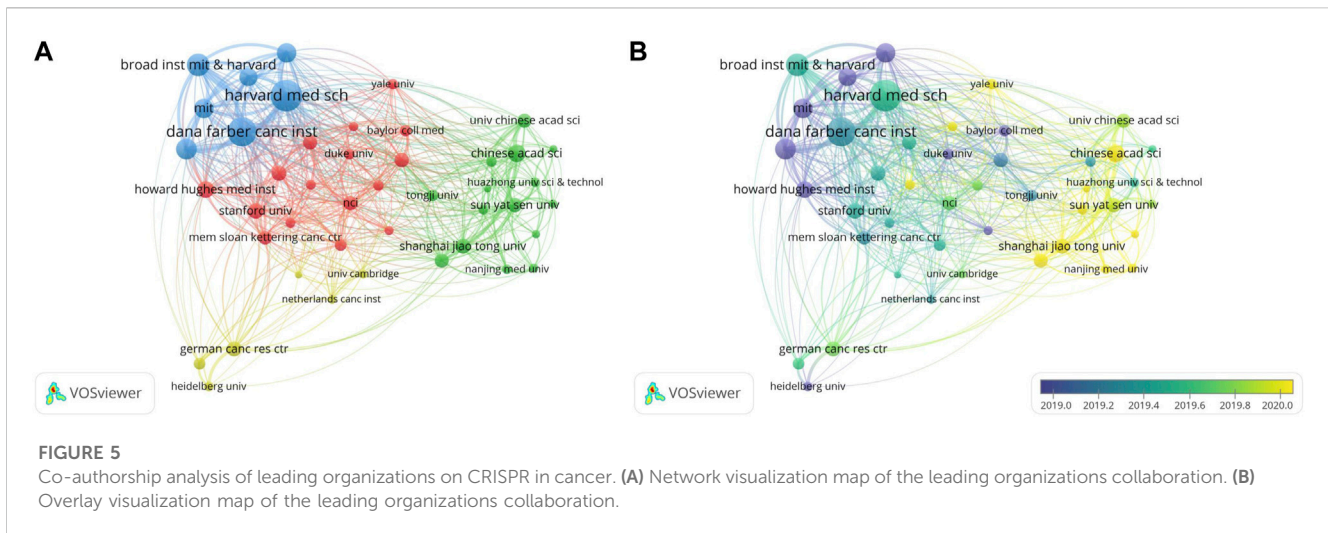 A
broad inst mit & harvard
harvard med sch
mit
yale univ
dana farber canc inst
baylor coll med
univ chinese acad sci
duke univ
chinese acad sci
howard hughes med inst
huazhong univ sci & technol
tongji univ
stanford univ
nci
sun yat sen univ
mem sloan kettering canc ctr
shanghai jiao tong univ
univ cambridge
nanjing med univ
netherlands canc inst
german canc res ctr
heidelberg univ
VOSviewer
B
broad inst mit & harvard
harvard med sch
mit
yale univ
dana farber canc inst
baylor coll med
univ chinese acad sci
duke univ
chinese acad sci
howard hughes med inst
huazhong univ sci & technol
tongji univ
stanford univ
nci
sun yat sen univ
mem sloan kettering canc ctr
shanghai jiao tong univ
univ cambridge
nanjing med univ
netherlands canc inst
german canc res ctr
heidelberg univ
VOSviewer
2019.0 2019.2 2019.4 2019.6 2019.8 2020.0
FIGURE 5
Co-authorship analysis of leading organizations on CRISPR in cancer. (A) Network visualization map of the leading organizations collaboration. (B)
Overlay visualization map of the leading organizations collaboration.